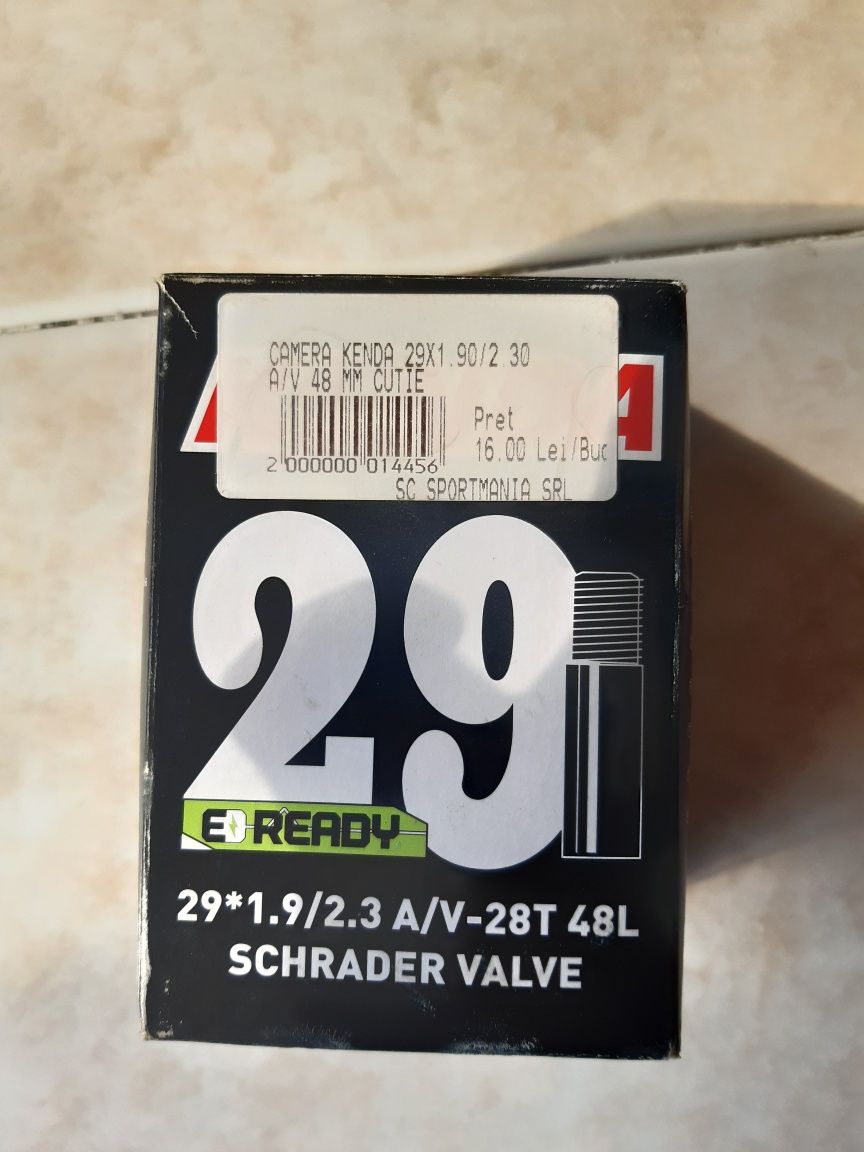 CAMERA KENDA 29X1.90/2.30
A/V 48 MM CUTIE
Pret
16.00 Lei/Buc
2 000000 014456
SC SPORTMANIA SRL
29
E READY
29*1.9/2.3 A/V-28T 48L
SCHRADER VALVE